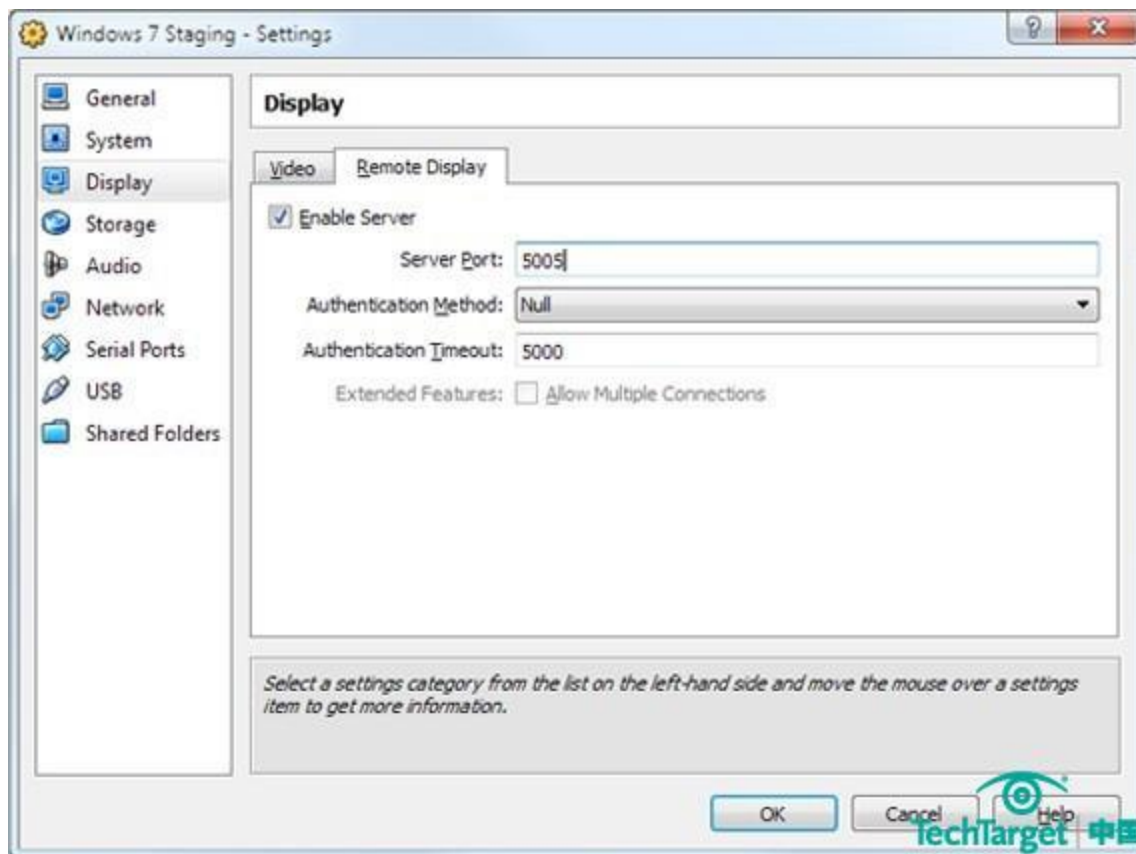 Windows 7 Staging - Settings
General
System
Display
Storage
Audio
Network
Serial Ports
USB
Shared Folders
Display
Video
Remote Display
Enable Server
Server Port: 5005
Authentication Method: Null
Authentication Timeout: 5000
Extended Features: Allow Multiple Connections
Select a settings category from the list on the left-hand side and move the mouse over a settings
item to get more information.
OK
Cancel
Help
TechTarget 中国